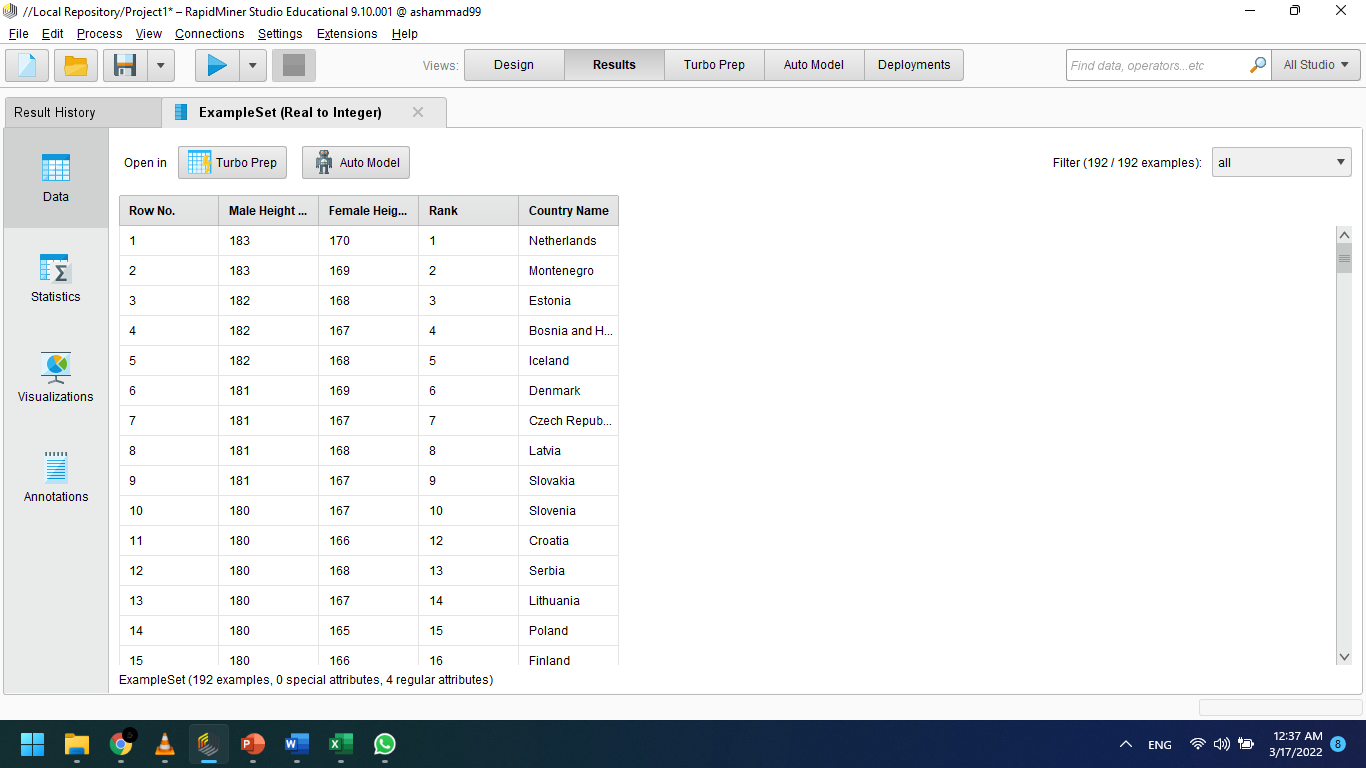 //Local Repository/Project1* – RapidMiner Studio Educational 9.10.001 @ ashammad99
File Edit Process View Connections Settings Extensions Help
Views: Design Results Turbo Prep Auto Model Deployments Find data, operators...etc All Studio
Result History ExampleSet (Real to Integer)
Open in Turbo Prep Auto Model Filter (192 / 192 examples): all
Data
Statistics
Visualizations
Annotations
Row No. Male Height ... Female Heig... Rank Country Name
1 183 170 1 Netherlands
2 183 169 2 Montenegro
3 182 168 3 Estonia
4 182 167 4 Bosnia and H...
5 182 168 5 Iceland
6 181 169 6 Denmark
7 181 167 7 Czech Repub...
8 181 168 8 Latvia
9 181 167 9 Slovakia
10 180 167 10 Slovenia
11 180 166 12 Croatia
12 180 168 13 Serbia
13 180 167 14 Lithuania
14 180 165 15 Poland
15 180 166 16 Finland
ExampleSet (192 examples, 0 special attributes, 4 regular attributes)
ENG 12:37 AM
3/17/2022 8